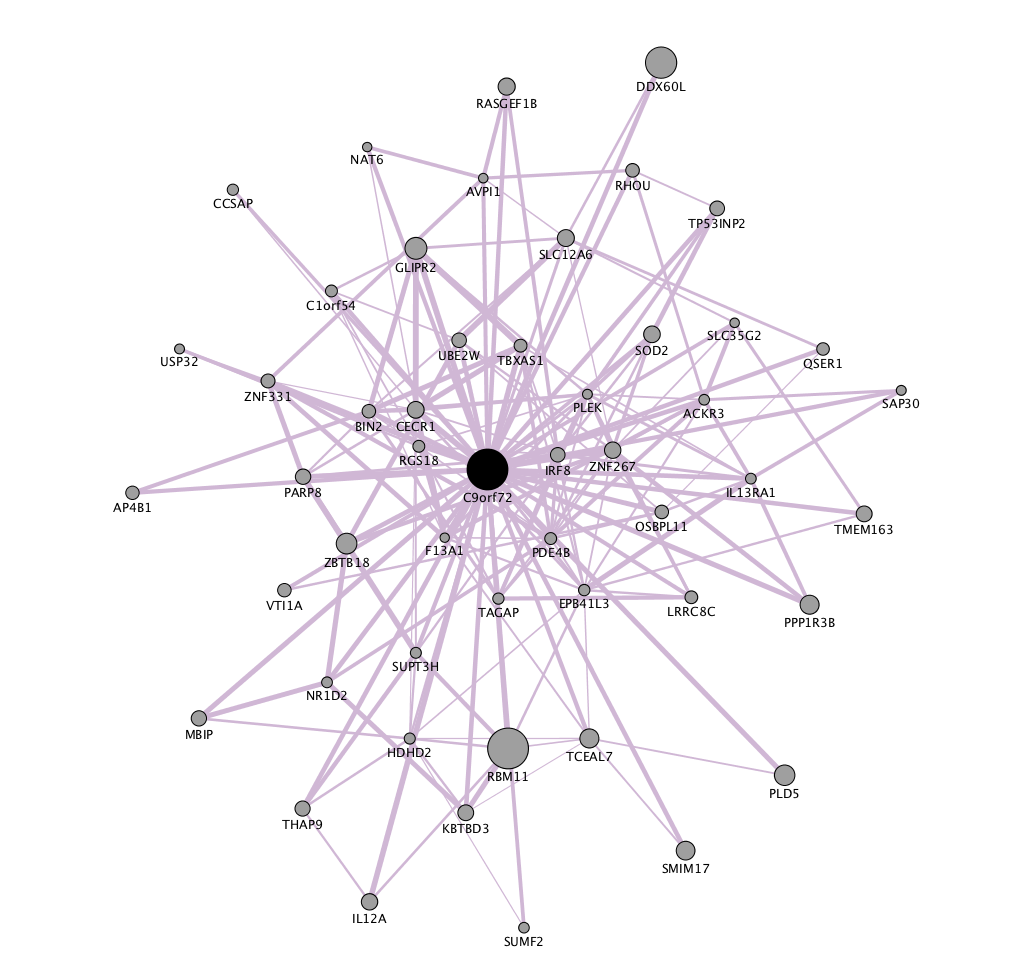 DDX60L
RASGEF1B
NAT6
AVPI1
RHOU
CCSAP
TP53INP2
SLC12A6
GLIPR2
C1orf54
SLC35G2
UBE2W
TBXAS1
SOD2
USP32
QSER1
ZNF331
PLEK
SAP30
BIN2
CECR1
ACKR3
RGS18
IRF8
ZNF267
PARP8
C9orf72
IL13RA1
AP4B1
OSBPL11
TMEM163
F13A1
PDE4B
ZBTB18
VTI1A
TAGAP
EPB41L3
LRRC8C
PPP1R3B
SUPT3H
NR1D2
MBIP
HDHD2
RBM11
TCEAL7
PLD5
THAP9
KBTBD3
SMIM17
IL12A
SUMF2